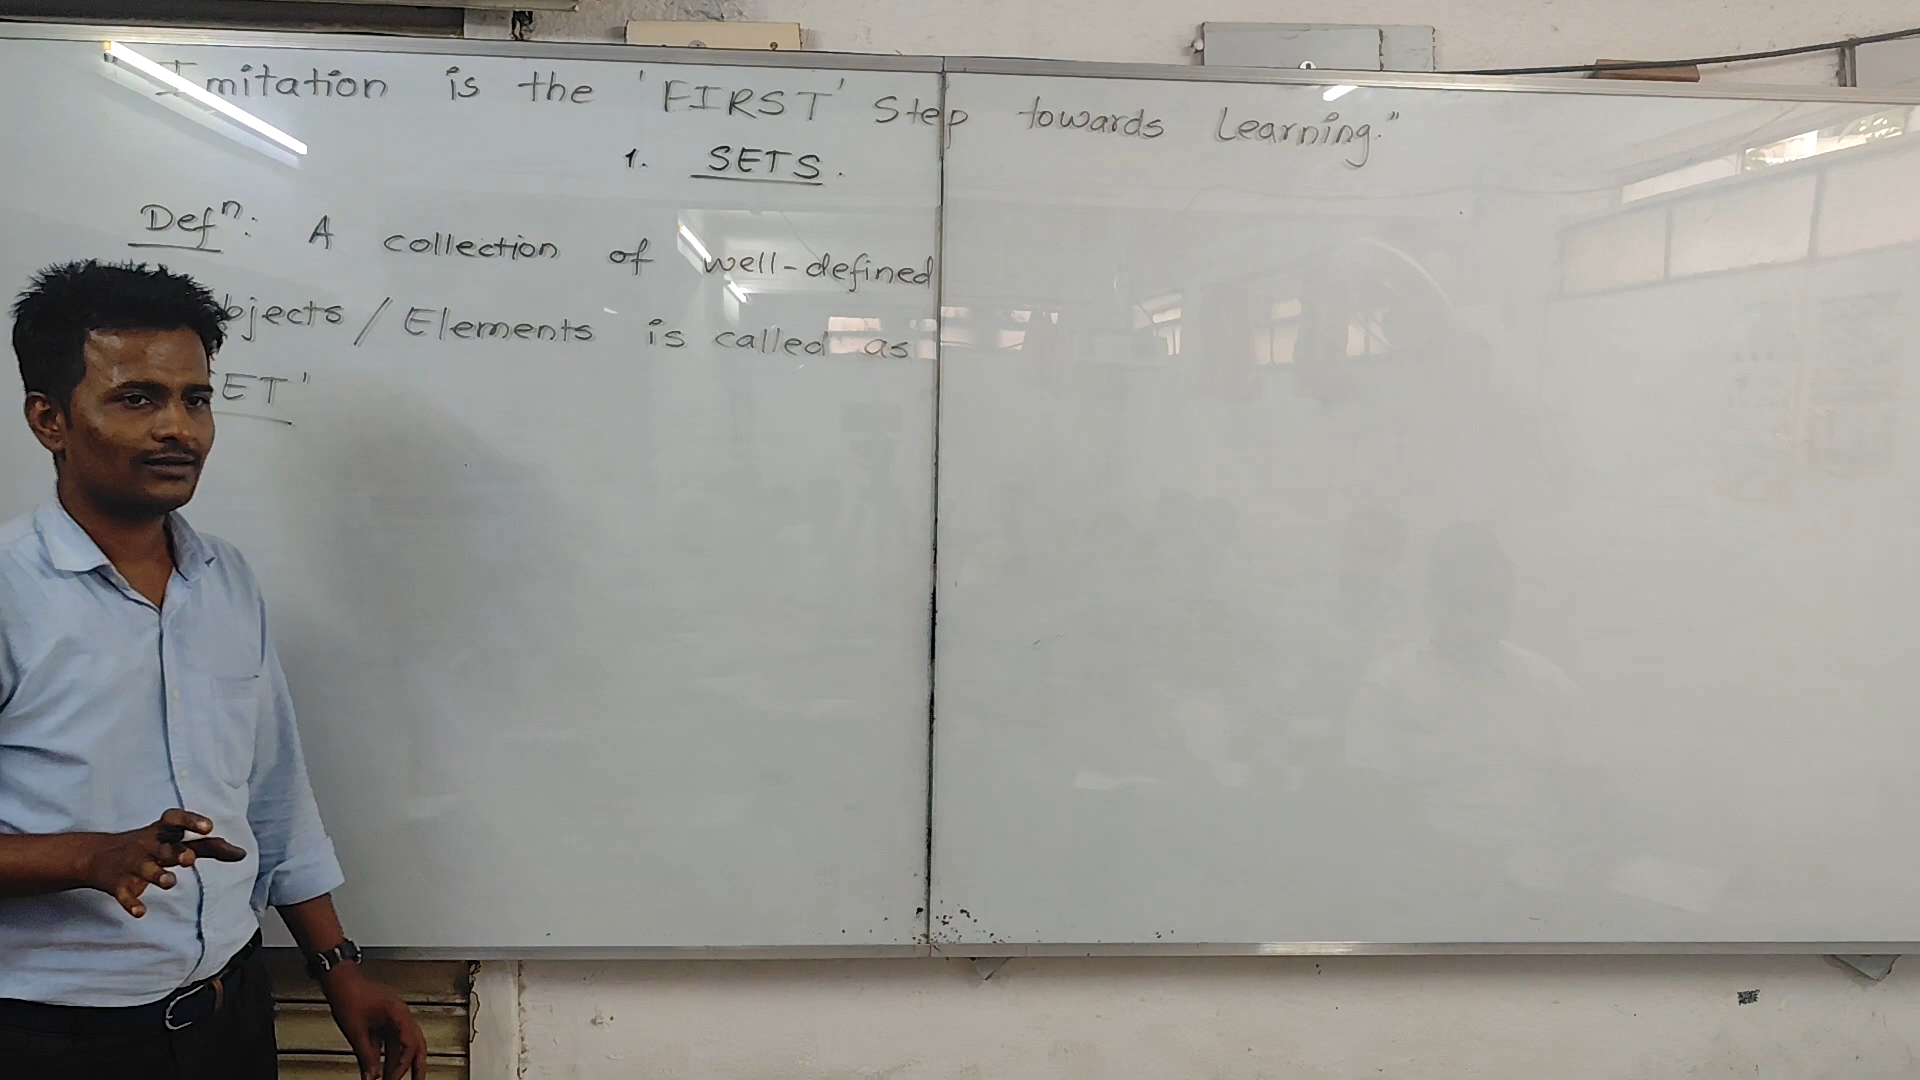 " Imitation is the 'FIRST' Step towards Learning."
1. SETS.
Defⁿ: A collection of well-defined
bjects / Elements is called as
ET"